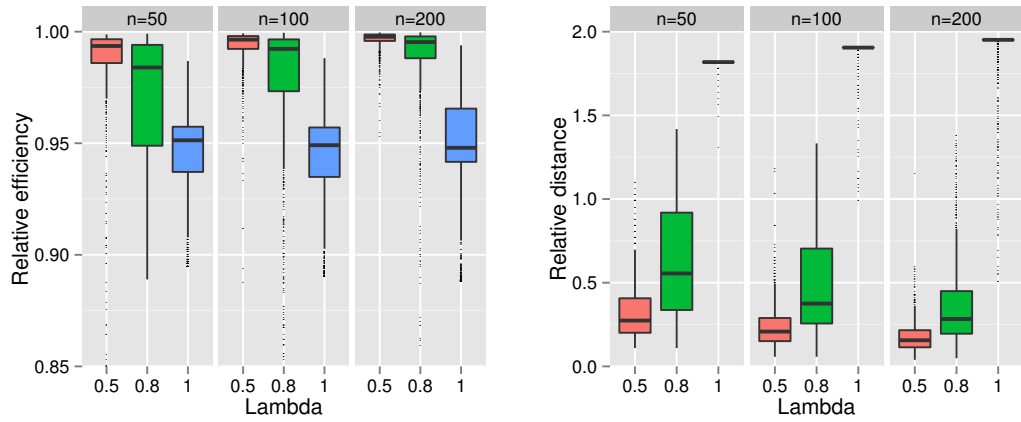 n=50 n=100 n=200
1.00
0.95
0.90
0.85
Relative efficiency
0.5 0.8 1 0.5 0.8 1 0.5 0.8 1
Lambda
n=50 n=100 n=200
2.0
1.5
1.0
0.5
0.0
Relative distance
0.5 0.8 1 0.5 0.8 1 0.5 0.8 1
Lambda